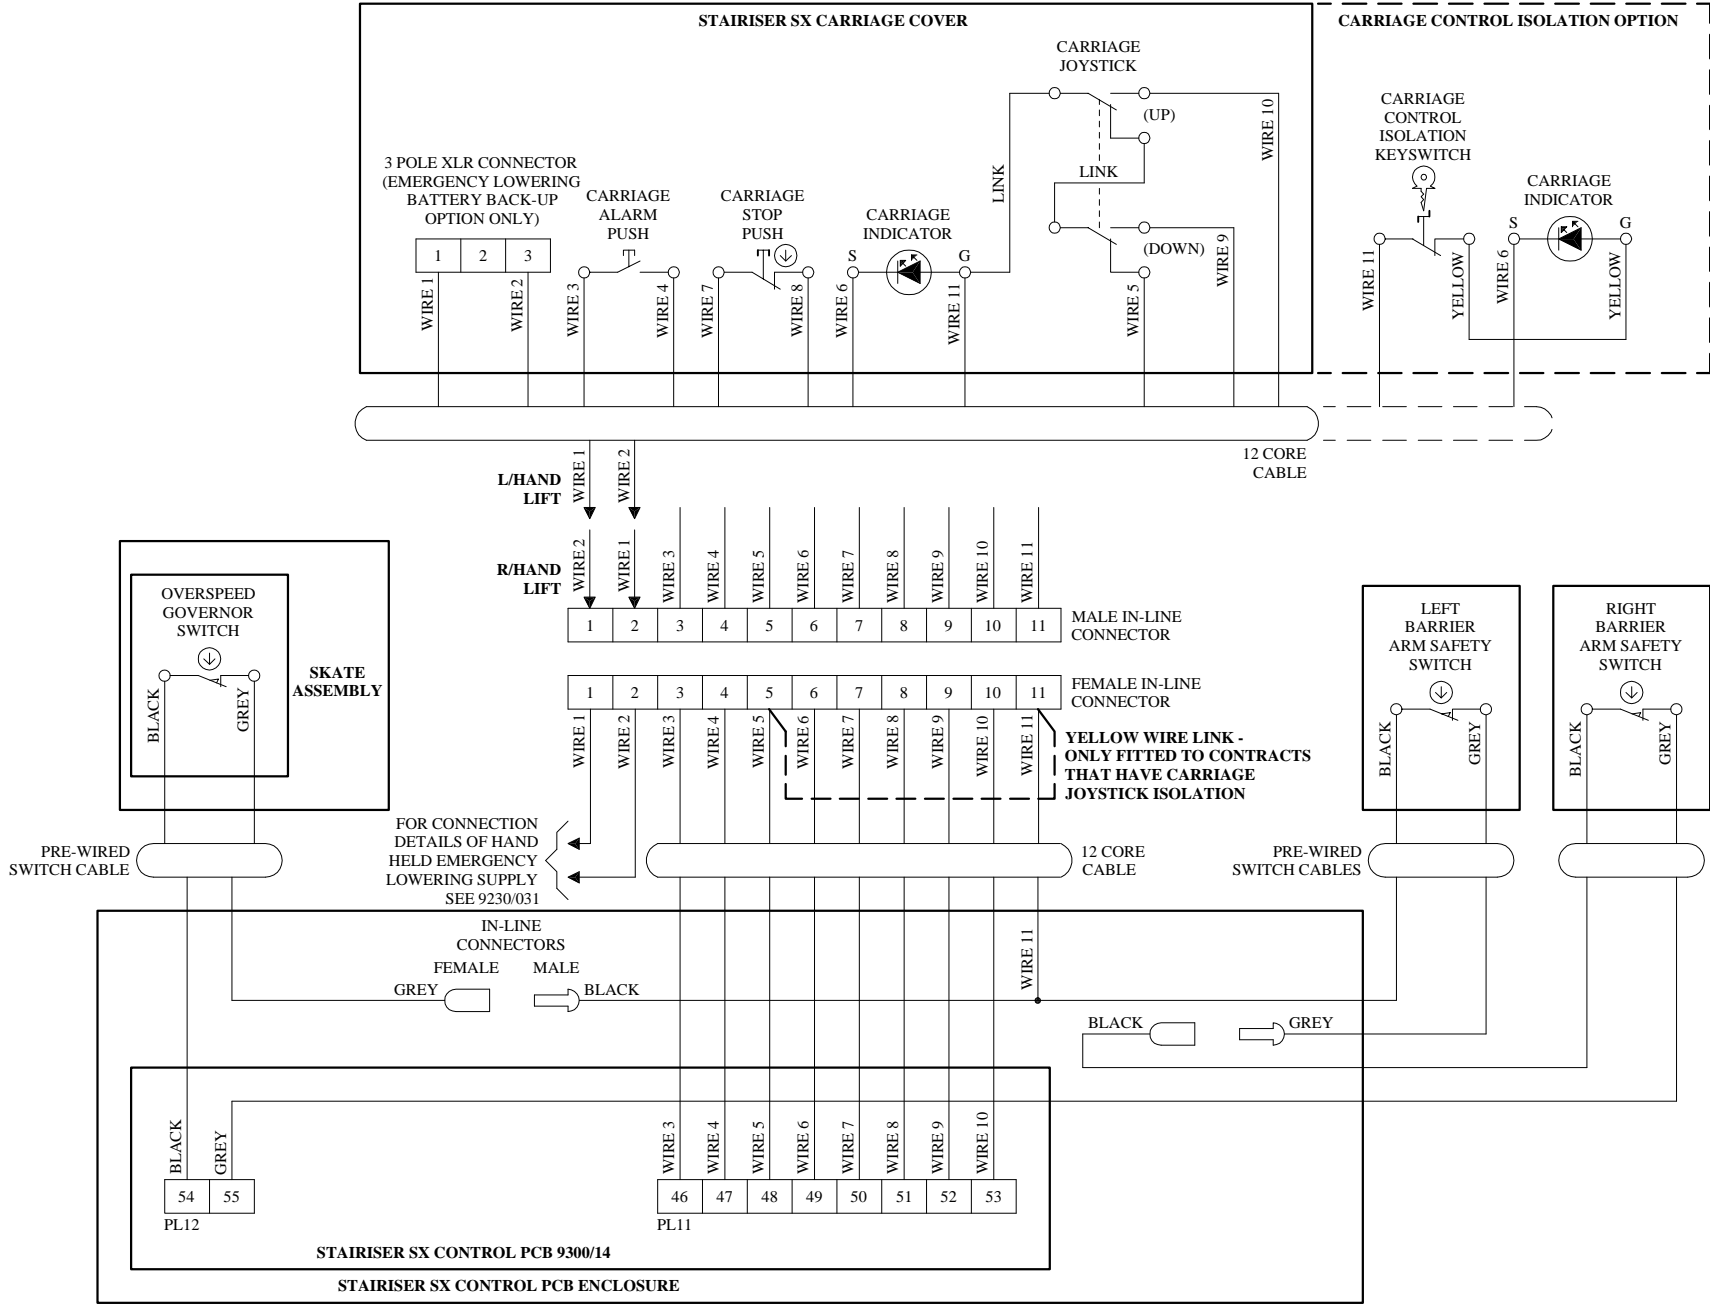 STAIRISER SX CARRIAGE COVER
CARRIAGE CONTROL ISOLATION OPTION
CARRIAGE
JOYSTICK
(UP)
WIRE 10
LINK
LINK
(DOWN)
WIRE 9
WIRE 5
3 POLE XLR CONNECTOR
(EMERGENCY LOWERING
BATTERY BACK-UP
OPTION ONLY)
1 2 3
WIRE 1
WIRE 2
CARRIAGE
ALARM
PUSH
WIRE 3
WIRE 4
CARRIAGE
STOP
PUSH
WIRE 7
WIRE 8
CARRIAGE
INDICATOR
S G
WIRE 6
WIRE 11
CARRIAGE
CONTROL
ISOLATION
KEYSWITCH
WIRE 11
YELLOW
CARRIAGE
INDICATOR
S G
WIRE 6
YELLOW
12 CORE
CABLE
L/HAND
LIFT
WIRE 1
WIRE 2
R/HAND
LIFT
WIRE 2
WIRE 1
WIRE 3
WIRE 4
WIRE 5
WIRE 6
WIRE 7
WIRE 8
WIRE 9
WIRE 10
WIRE 11
1 2 3 4 5 6 7 8 9 10 11
MALE IN-LINE
CONNECTOR
1 2 3 4 5 6 7 8 9 10 11
FEMALE IN-LINE
CONNECTOR
WIRE 1
WIRE 2
WIRE 3
WIRE 4
WIRE 5
WIRE 6
WIRE 7
WIRE 8
WIRE 9
WIRE 10
WIRE 11
YELLOW WIRE LINK -
ONLY FITTED TO CONTRACTS
THAT HAVE CARRIAGE
JOYSTICK ISOLATION
OVERSPEED
GOVERNOR
SWITCH
BLACK
GREY
SKATE
ASSEMBLY
LEFT
BARRIER
ARM SAFETY
SWITCH
BLACK
GREY
RIGHT
BARRIER
ARM SAFETY
SWITCH
BLACK
GREY
PRE-WIRED
SWITCH CABLE
FOR CONNECTION
DETAILS OF HAND
HELD EMERGENCY
LOWERING SUPPLY
SEE 9230/031
12 CORE
CABLE
PRE-WIRED
SWITCH CABLES
IN-LINE
CONNECTORS
FEMALE MALE
GREY BLACK
WIRE 11
BLACK GREY
BLACK
GREY
54 55
PL12
WIRE 3
WIRE 4
WIRE 5
WIRE 6
WIRE 7
WIRE 8
WIRE 9
WIRE 10
46 47 48 49 50 51 52 53
PL11
STAIRISER SX CONTROL PCB 9300/14
STAIRISER SX CONTROL PCB ENCLOSURE